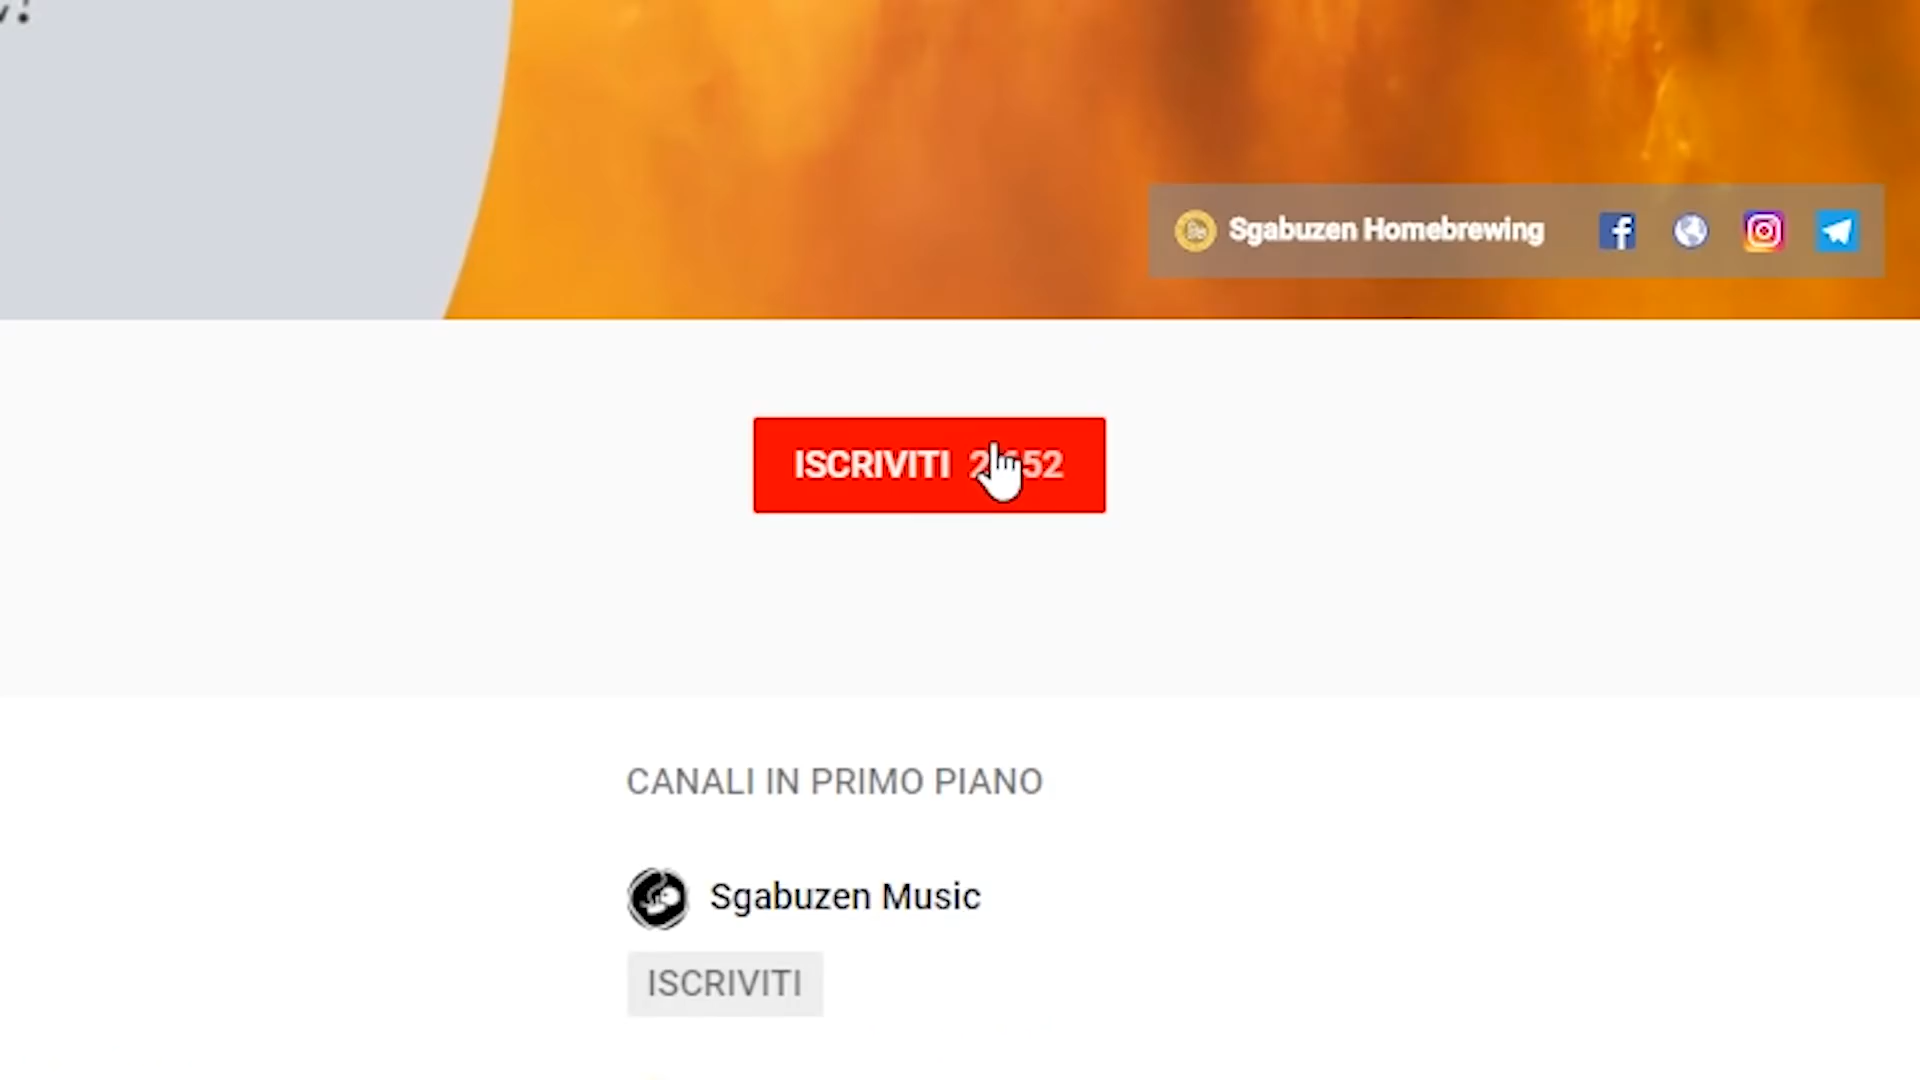 Sgabuzen Homebrewing
ISCRIVITI
CANALI IN PRIMO PIANO
Sgabuzen Music
ISCRIVITI